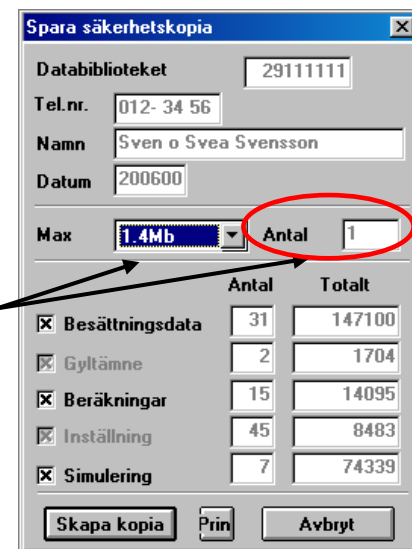 Spara säkerhetskopia
Databiblioteket 29111111
Tel.nr. 012- 34 56
Namn Sven o Svea Svensson
Datum 200600
Max 1.4Mb Antal 1
Antal Totalt
Besättningsdata 31 147100
Gyltämne 2 1704
Beräkningar 15 14095
Inställning 45 8483
Simulering 7 74339
Skapa kopia Prin Avbryt